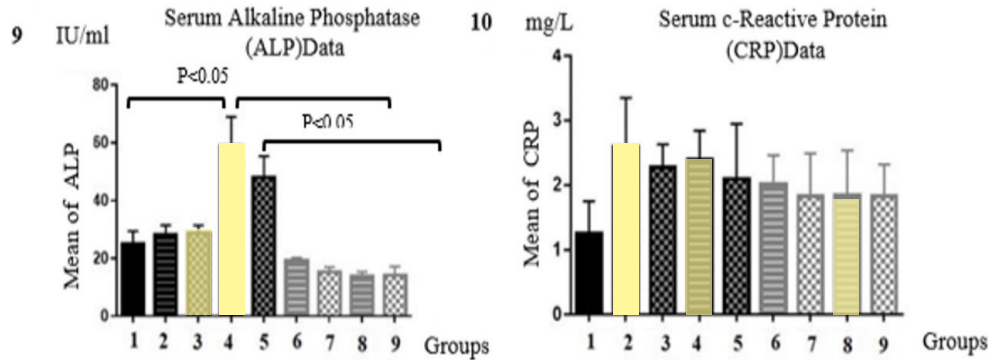 9 IU/ml Serum Alkaline Phosphatase
(ALP)Data
P<0.05
P<0.05
Mean of ALP
80
60
40
20
0
1 2 3 4 5 6 7 8 9 Groups
10 mg/L Serum c-Reactive Protein
(CRP)Data
Mean of CRP
4
3
2
1
0
1 2 3 4 5 6 7 8 9 Groups